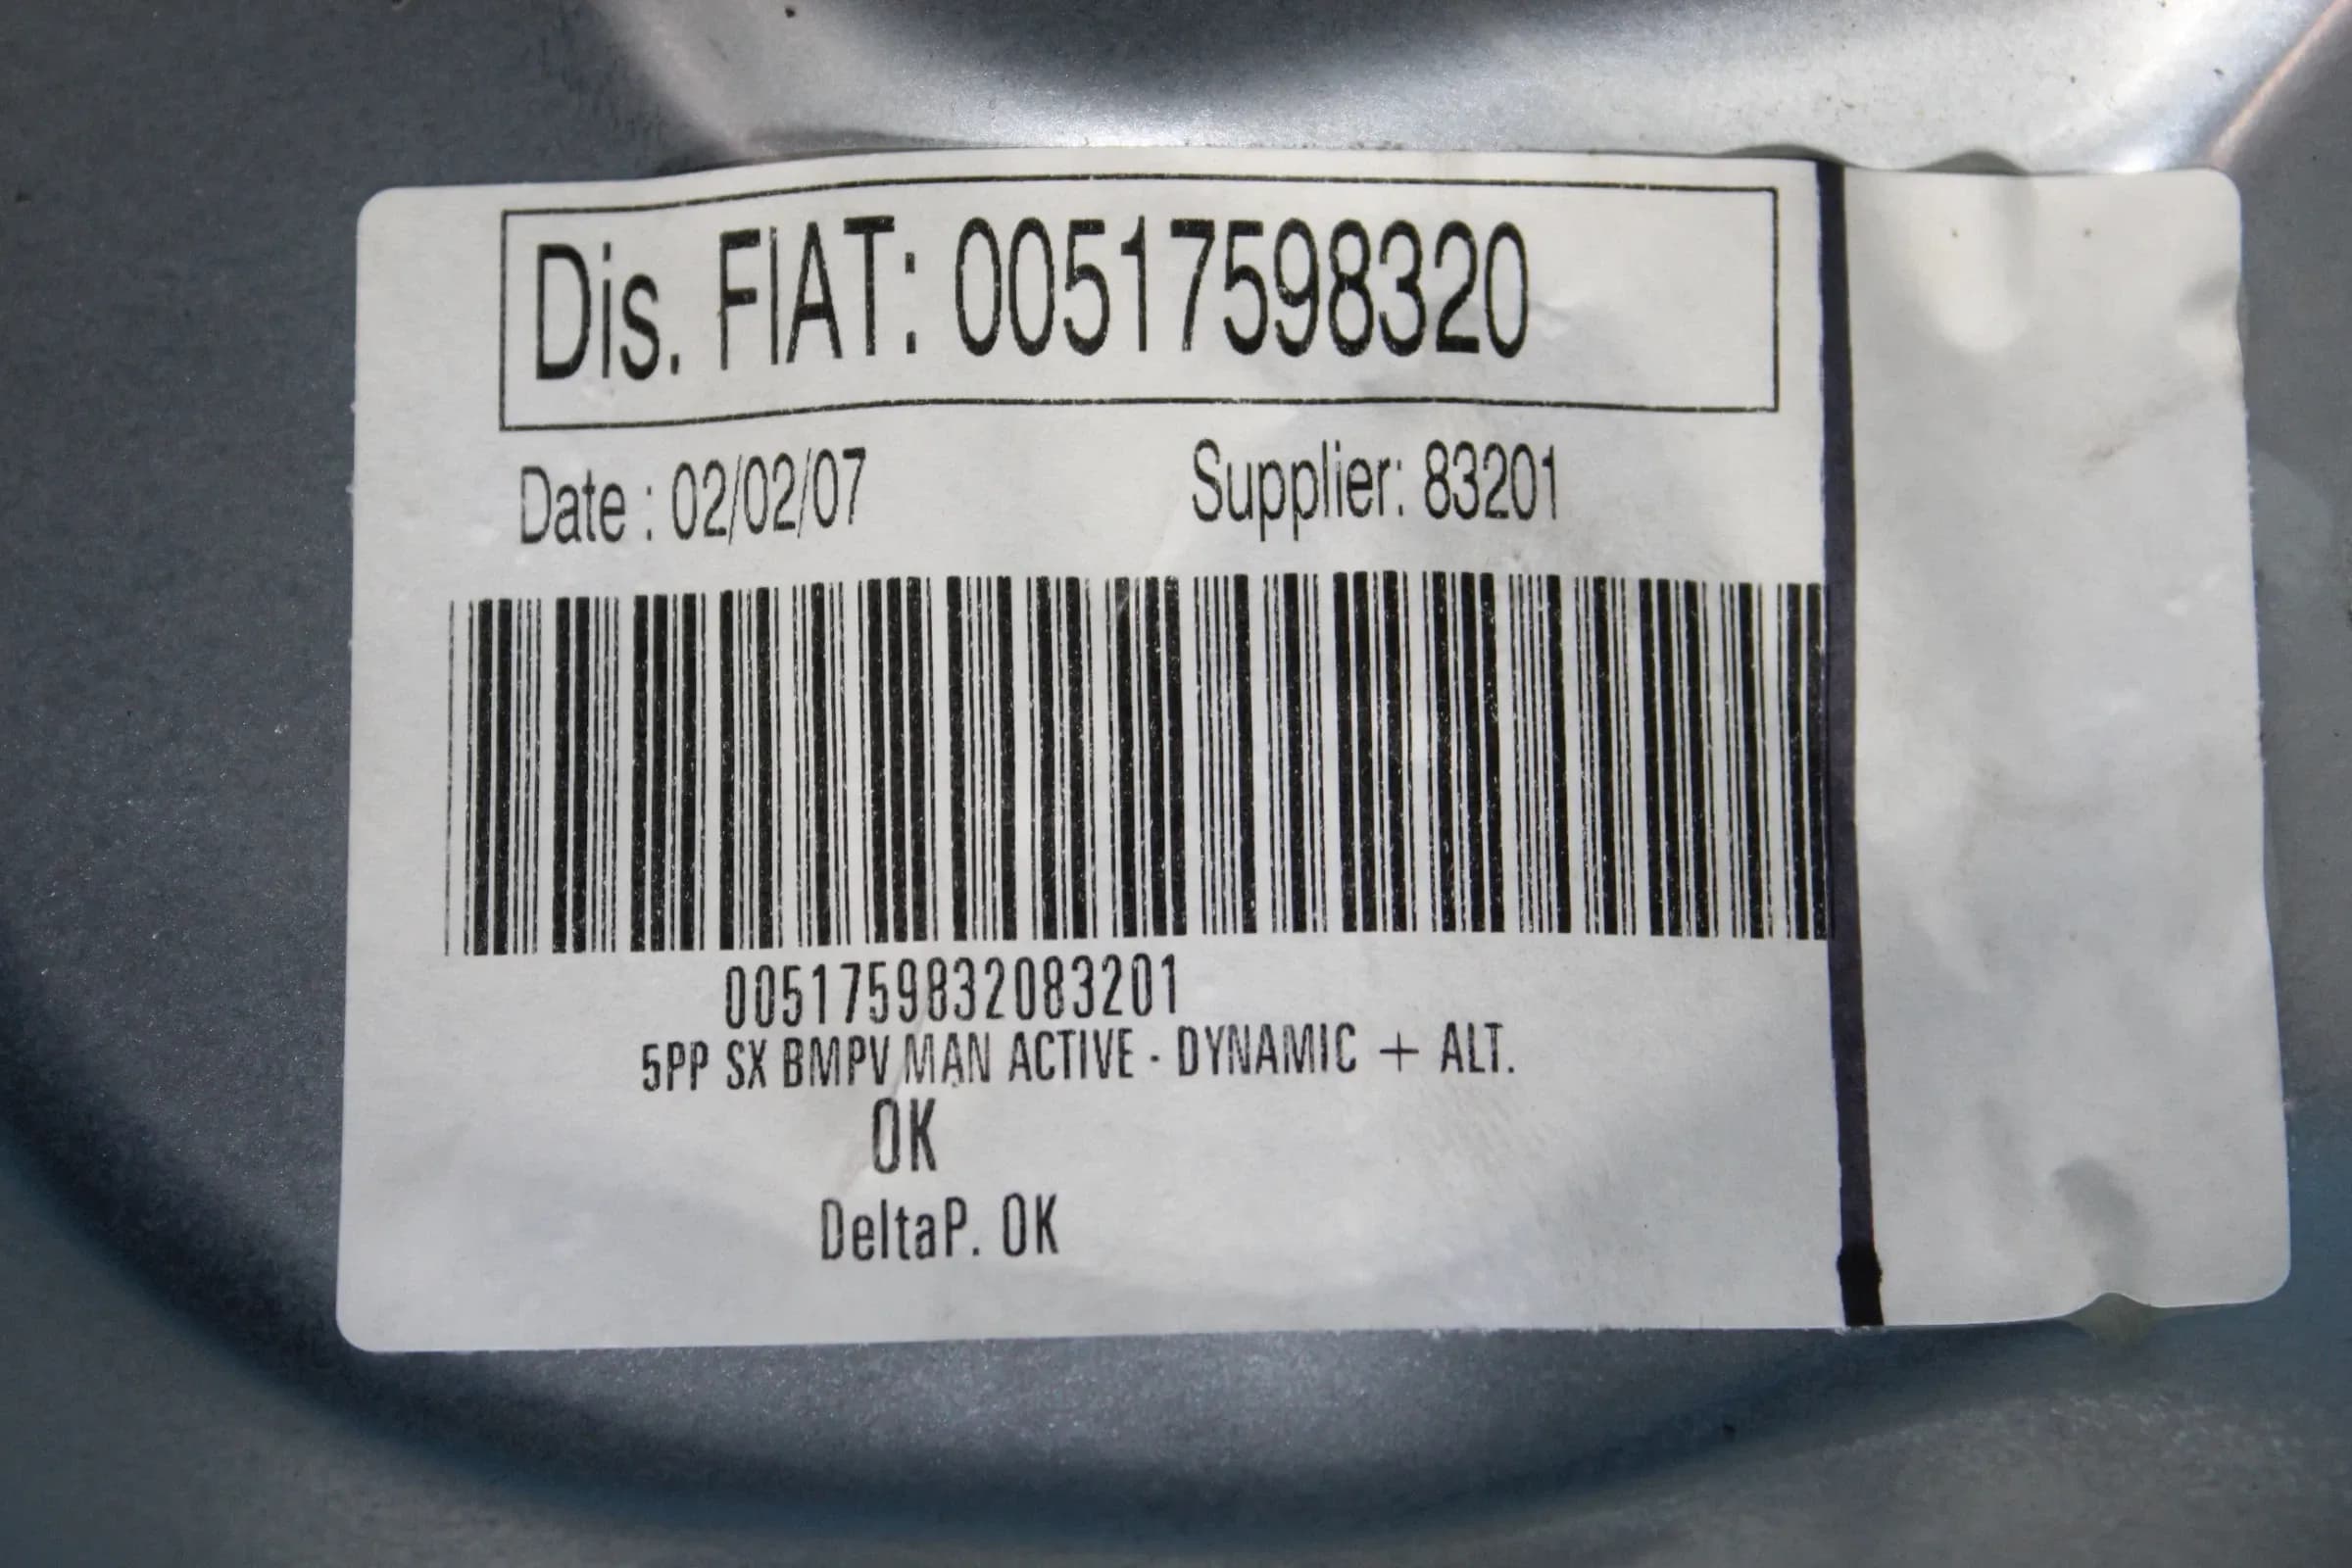 Dis. FIAT: 00517598320
Date : 02/02/07 Supplier: 83201
0051759832083201
5PP SX BMPV MAN ACTIVE - DYNAMIC + ALT.
OK
DeltaP. OK